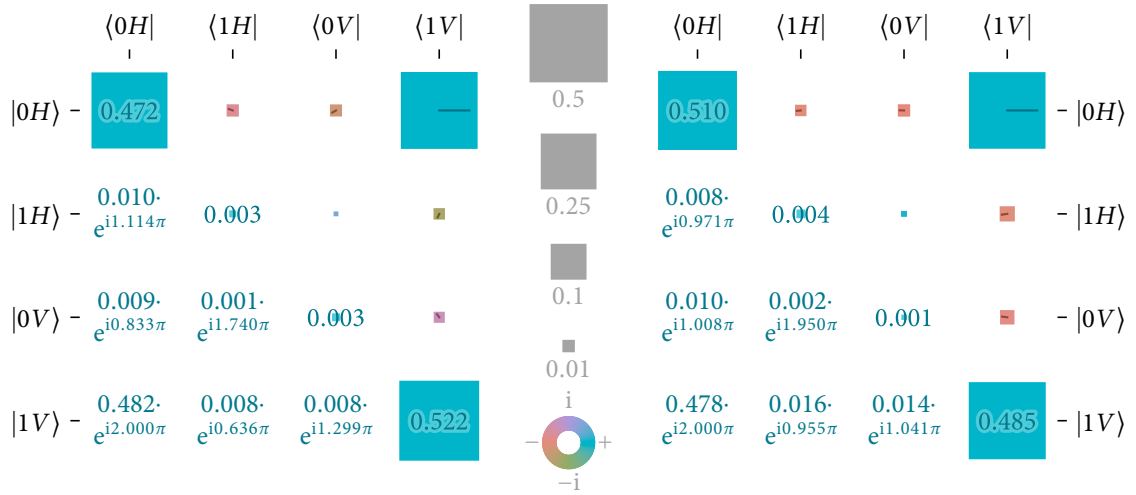 ⟨0H| ⟨1H| ⟨0V| ⟨1V| ⟨0H| ⟨1H| ⟨0V| ⟨1V|
|0H⟩ 0.472 0.5 0.510 |0H⟩
|1H⟩ 0.010· e^{i1.114π} 0.003 0.25 0.008· e^{i0.971π} 0.004 |1H⟩
|0V⟩ 0.009· e^{i0.833π} 0.001· e^{i1.740π} 0.003 0.1 0.010· e^{i1.008π} 0.002· e^{i1.950π} 0.001 |0V⟩
0.01
|1V⟩ 0.482· e^{i2.000π} 0.008· e^{i0.636π} 0.008· e^{i1.299π} 0.522 0.478· e^{i2.000π} 0.016· e^{i0.955π} 0.014· e^{i1.041π} 0.485 |1V⟩
i
− +
−i